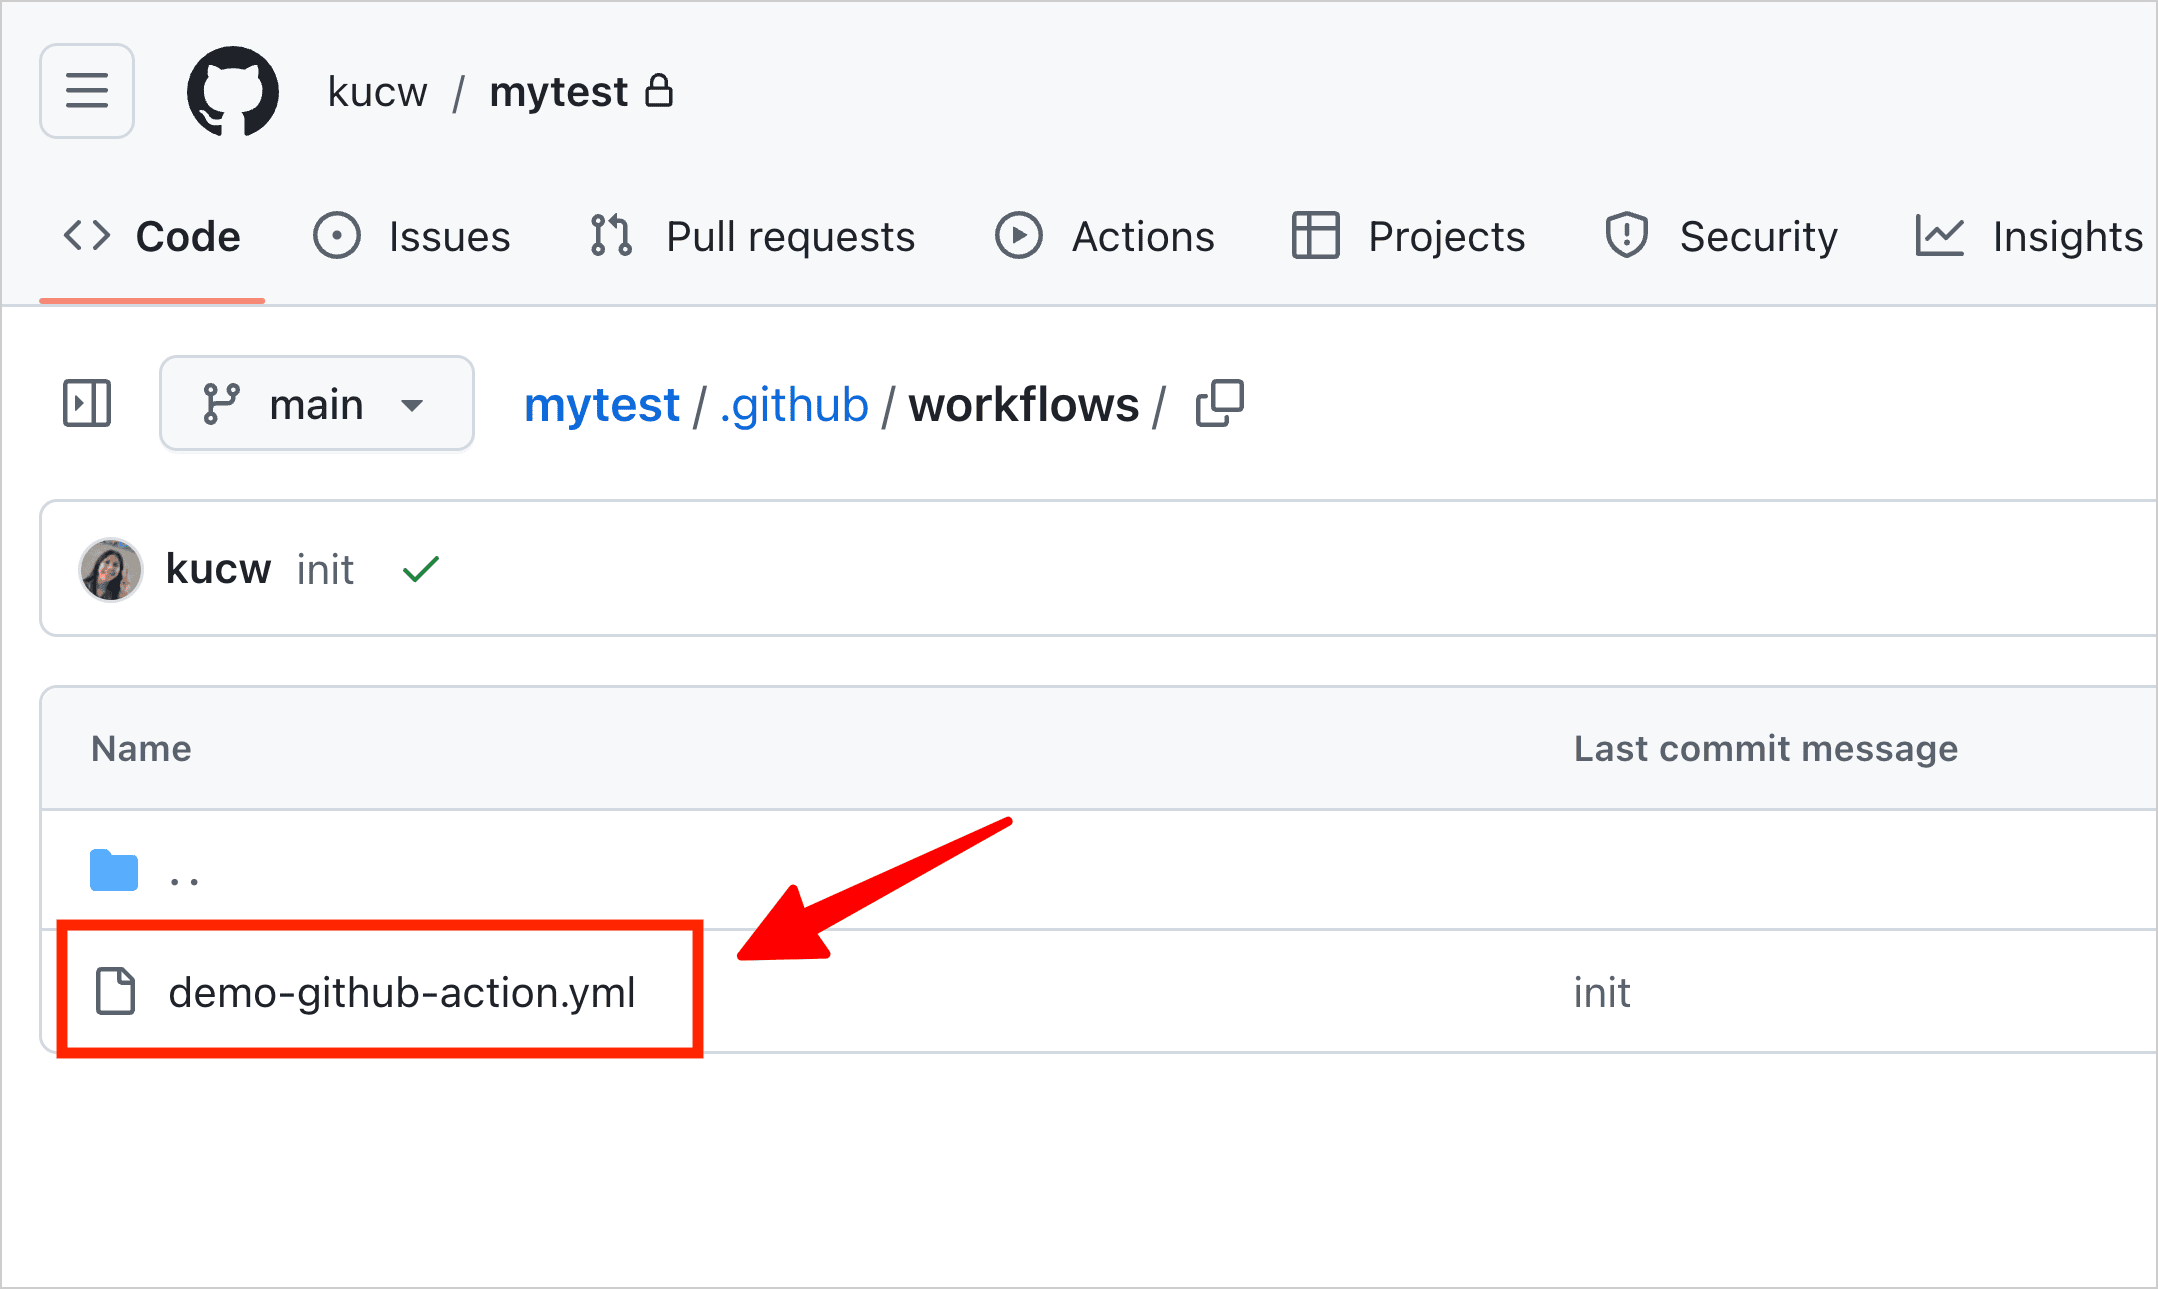 kucw / mytest
Code Issues Pull requests Actions Projects Security Insights
main mytest / .github / workflows /
kucw init
Name Last commit message
..
demo-github-action.yml init